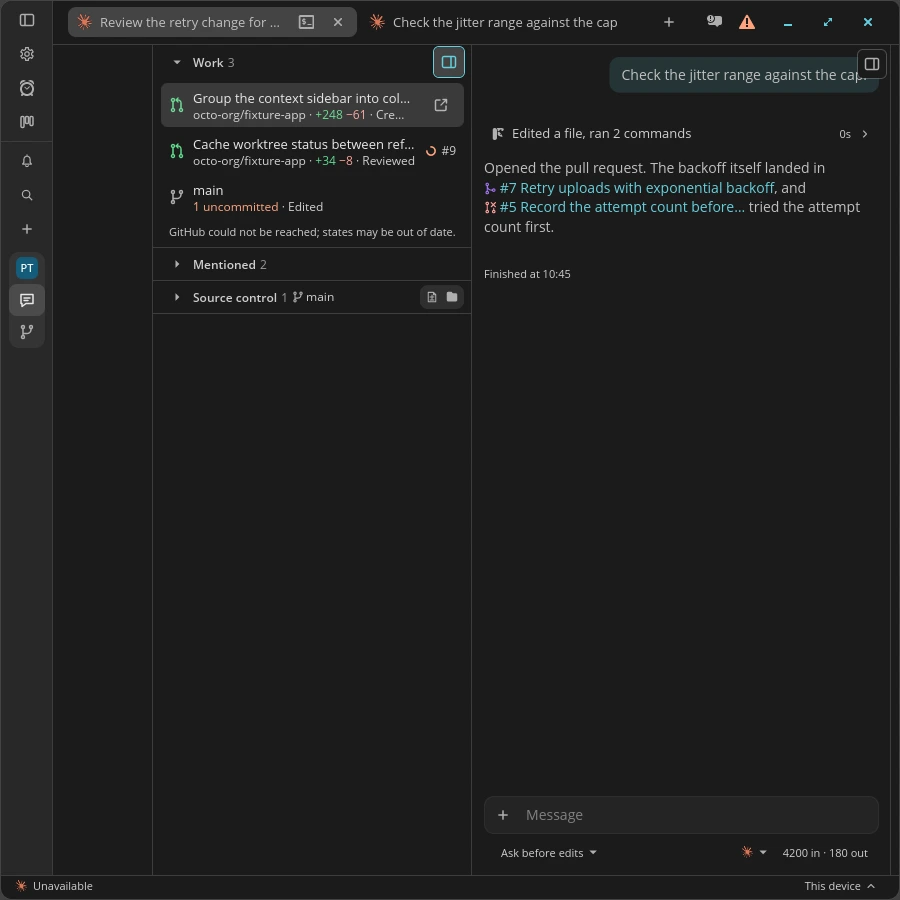 Review the retry change for ...
Check the jitter range against the cap
Work 3
Group the context sidebar into col...
octo-org/fixture-app · +248 −61 · Cre...
Cache worktree status between ref...
octo-org/fixture-app · +34 −8 · Reviewed
#9
main
1 uncommitted · Edited
GitHub could not be reached; states may be out of date.
Mentioned 2
Source control 1 main
PT
Check the jitter range against the cap.
Edited a file, ran 2 commands
0s
Opened the pull request. The backoff itself landed in
#7 Retry uploads with exponential backoff, and
#5 Record the attempt count before... tried the attempt
count first.
Finished at 10:45
Message
Ask before edits
4200 in · 180 out
Unavailable
This device